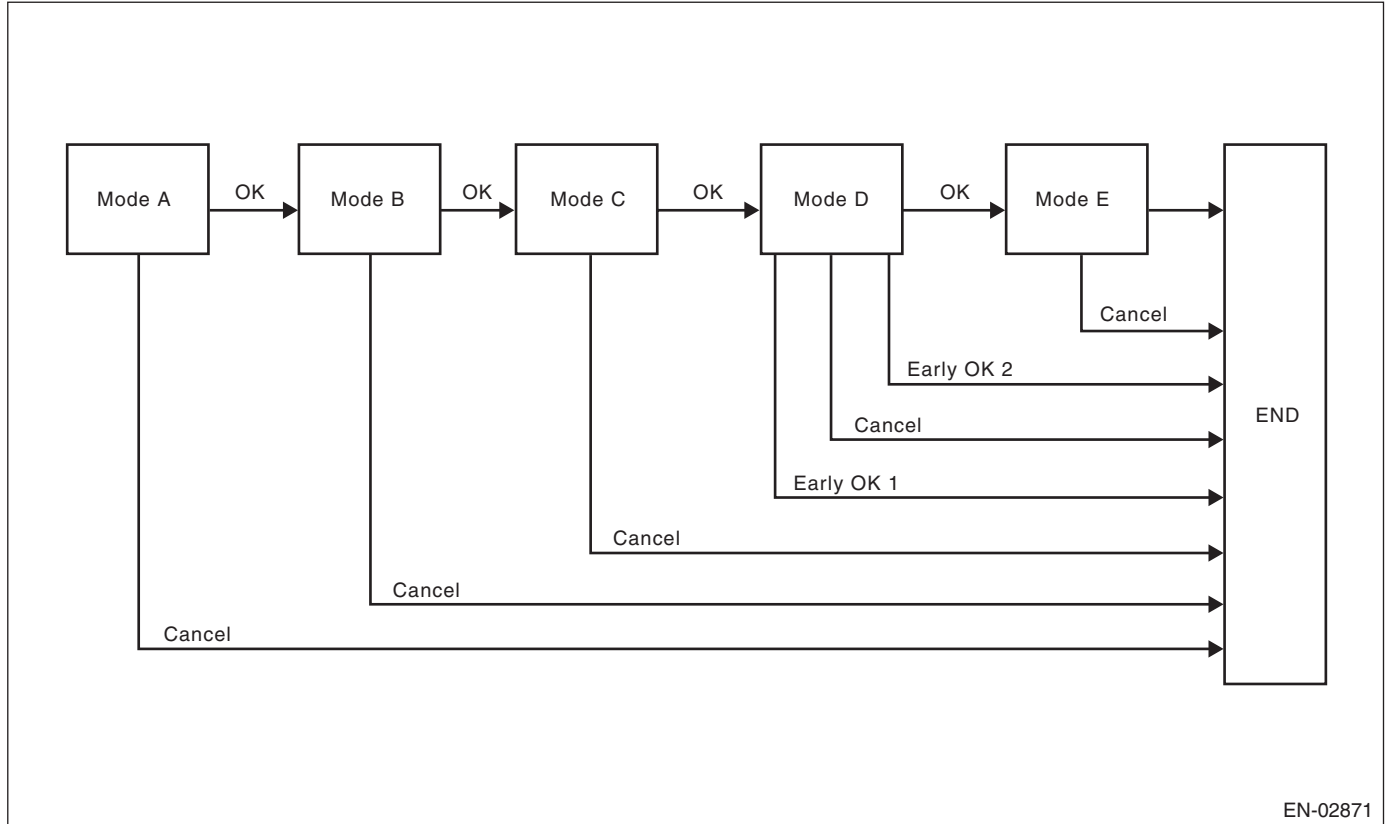 Mode A
OK
Mode B
OK
Mode C
OK
Mode D
OK
Mode E
Cancel
Early OK 2
Cancel
END
Early OK 1
Cancel
Cancel
Cancel
EN-02871